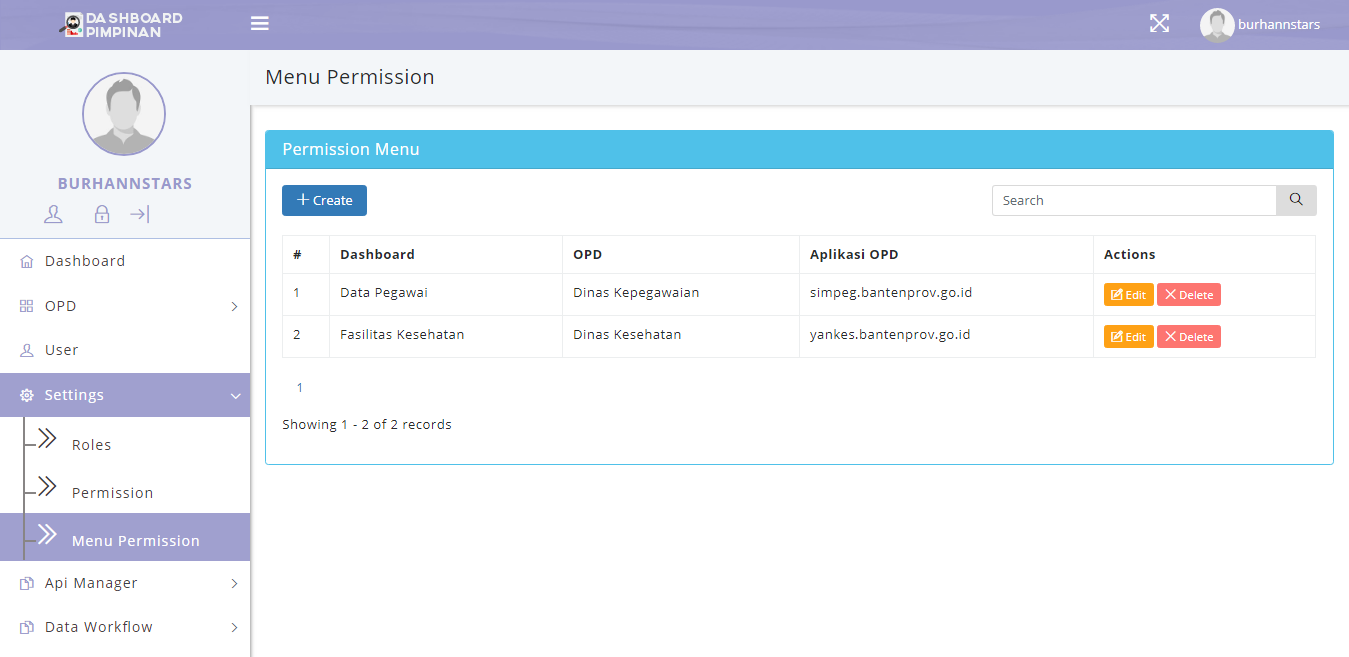 DASHBOARD
PIMPINAN
burhannstars
BURHANNSTARS
Dashboard
OPD
User
Settings
Roles
Permission
Menu Permission
Api Manager
Data Workflow
Menu Permission
Permission Menu
Create
Search
# Dashboard OPD Aplikasi OPD Actions
1 Data Pegawai Dinas Kepegawaian simpeg.bantenprov.go.id Edit Delete
2 Fasilitas Kesehatan Dinas Kesehatan yankes.bantenprov.go.id Edit Delete
1
Showing 1 - 2 of 2 records